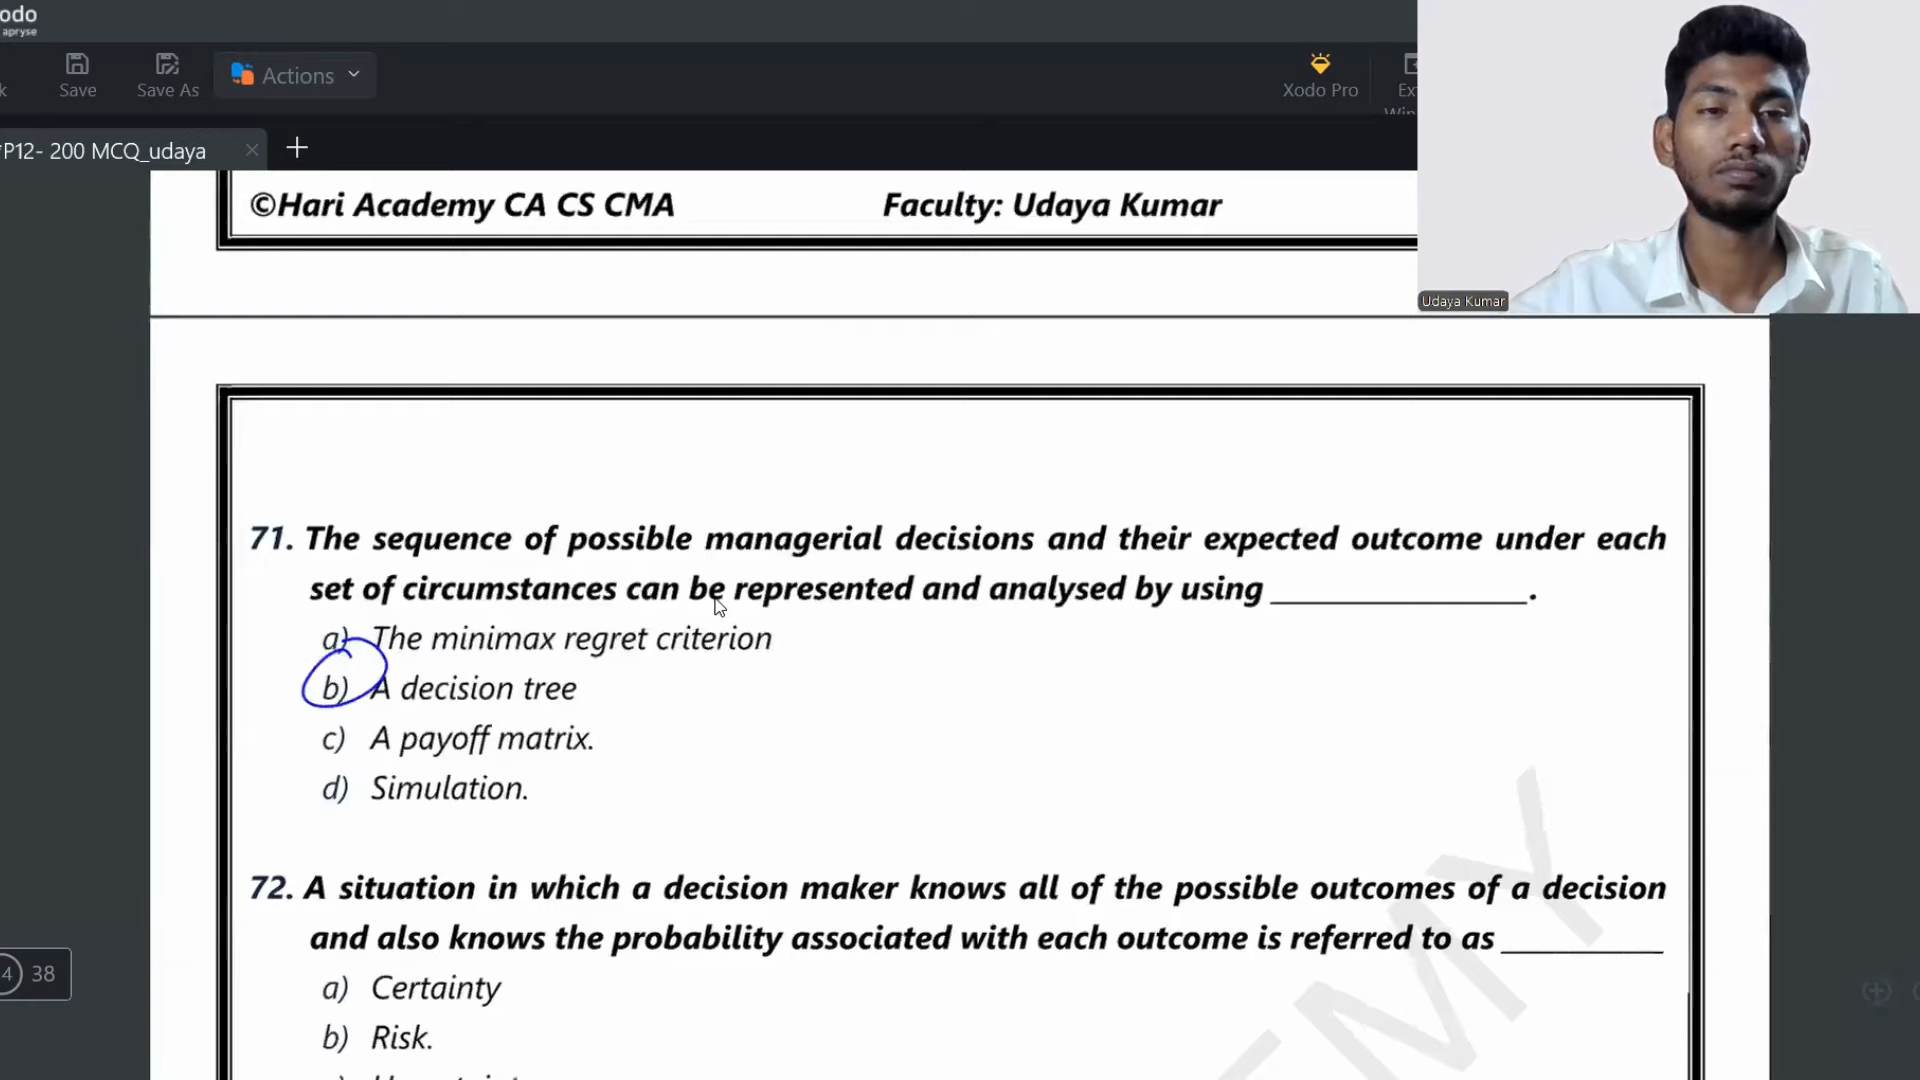 odo
apryse
k
Save
Save As
Actions
Xodo Pro
Ex
P12- 200 MCQ_udaya
©Hari Academy CA CS CMA Faculty: Udaya Kumar
Udaya Kumar
71. The sequence of possible managerial decisions and their expected outcome under each
set of circumstances can be represented and analysed by using ________________.
a) The minimax regret criterion
b) A decision tree
c) A payoff matrix.
d) Simulation.
72. A situation in which a decision maker knows all of the possible outcomes of a decision
and also knows the probability associated with each outcome is referred to as __________
a) Certainty
b) Risk.
4 38
EMY